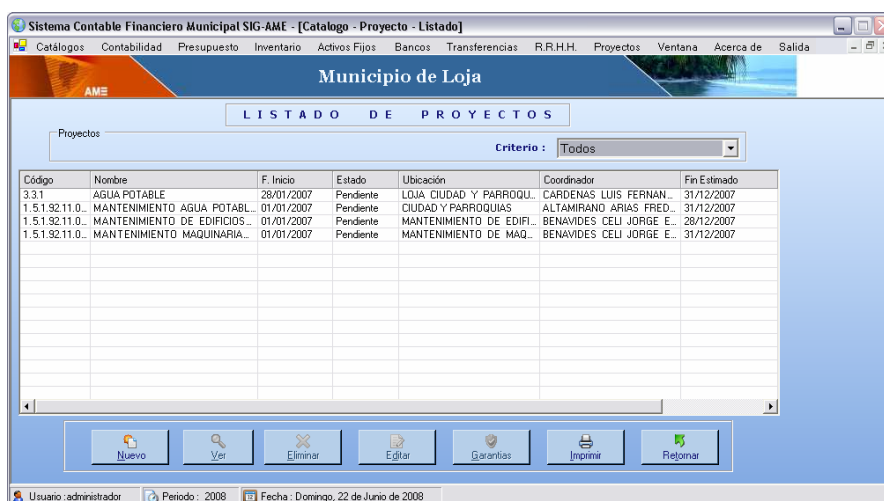 Sistema Contable Financiero Municipal SIG-AME - [Catalogo - Proyecto - Listado]
Catálogos Contabilidad Presupuesto Inventario Activos Fijos Bancos Transferencias R.R.H.H. Proyectos Ventana Acerca de Salida
AME Municipio de Loja
LISTADO DE PROYECTOS
Proyectos
Criterio : Todos
Código Nombre F. Inicio Estado Ubicación Coordinador Fin Estimado
3.3.1 AGUA POTABLE 28/01/2007 Pendiente LOJA CIUDAD Y PARROQU... CARDENAS LUIS FERNAN... 31/12/2007
1.5.1.92.11.0... MANTENIMIENTO AGUA POTABL... 01/01/2007 Pendiente CIUDAD Y PARROQUIAS ALTAMIRANO ARIAS FRED... 31/12/2007
1.5.1.92.11.0... MANTENIMIENTO DE EDIFICIOS... 01/01/2007 Pendiente MANTENIMIENTO DE EDIFI... BENAVIDES CELI JORGE E... 28/12/2007
1.5.1.92.11.0... MANTENIMIENTO MAQUINARIA... 01/01/2007 Pendiente MANTENIMIENTO DE MAQ... BENAVIDES CELI JORGE E... 31/12/2007
Nuevo Ver Eliminar Editar Garantias Imprimir Retornar
Usuario :administrador Periodo : 2008 Fecha : Domingo, 22 de Junio de 2008